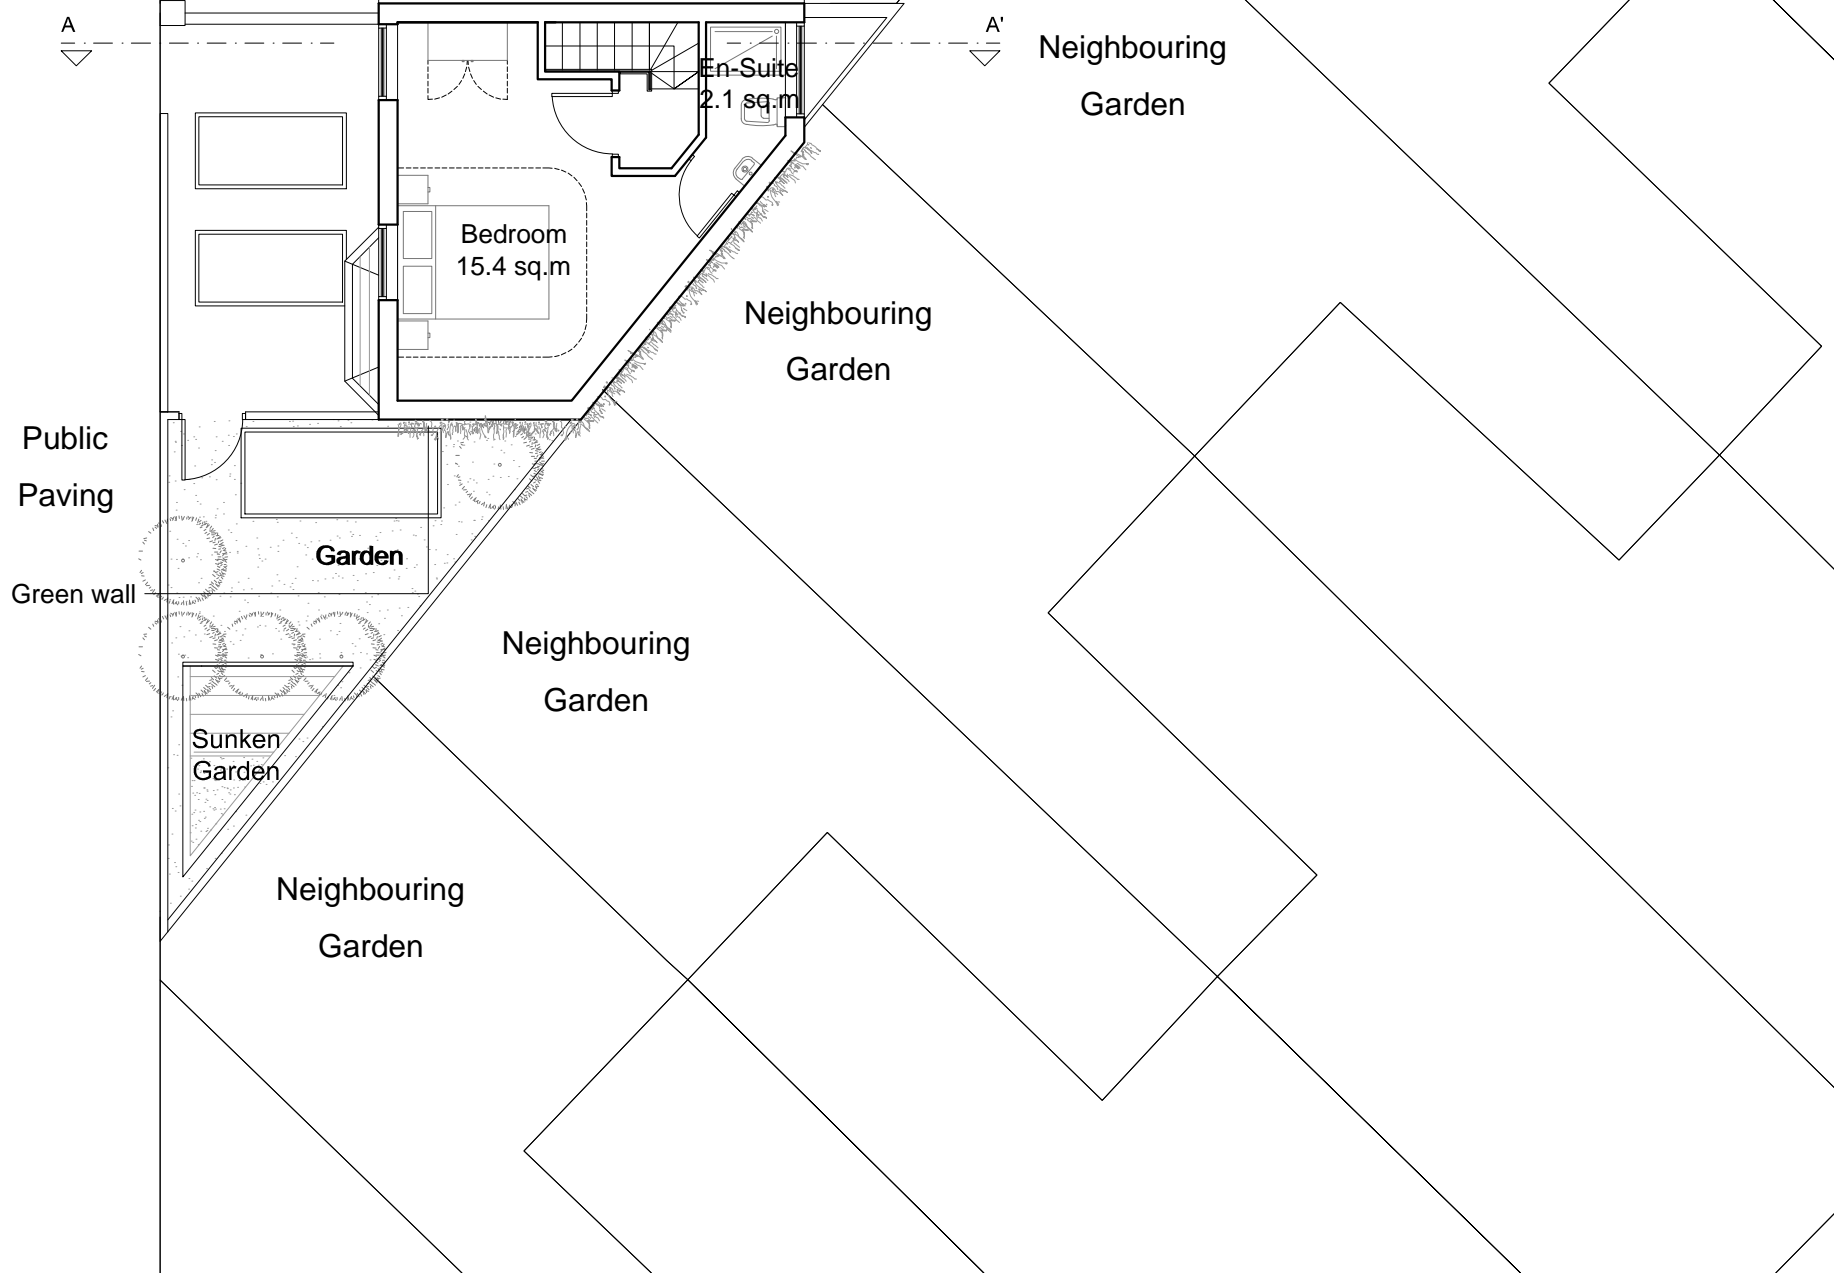 A
A'
Neighbouring
Garden
En-Suite
2.1 sq.m
Bedroom
15.4 sq.m
Neighbouring
Garden
Public
Paving
Garden
Green wall
Neighbouring
Garden
Sunken
Garden
Neighbouring
Garden